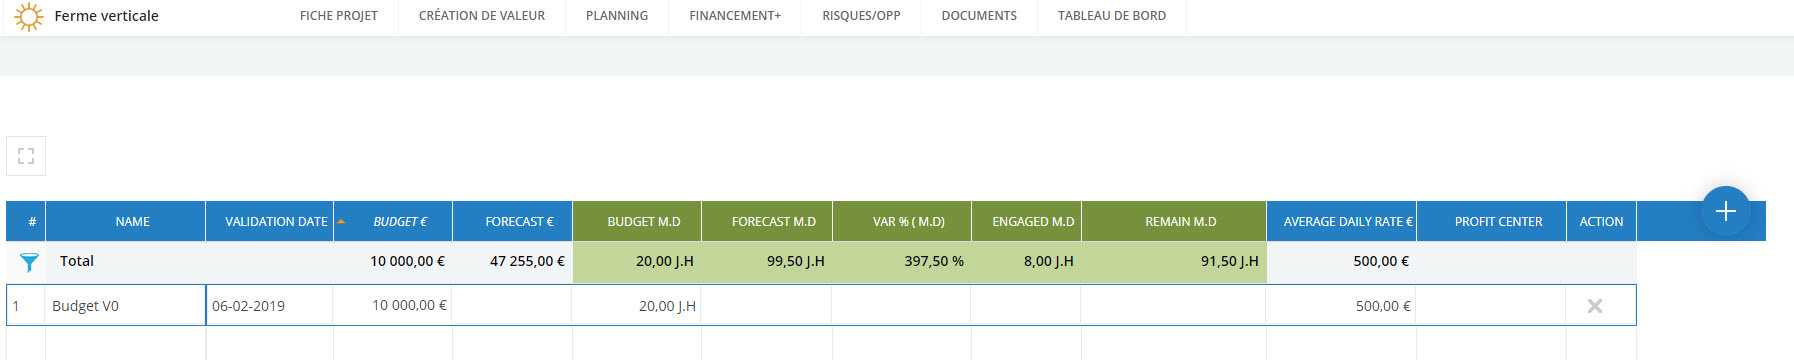 Ferme verticale FICHE PROJET CRÉATION DE VALEUR PLANNING FINANCEMENT+ RISQUES/OPP DOCUMENTS TABLEAU DE BORD
# NAME VALIDATION DATE BUDGET € FORECAST € BUDGET M.D FORECAST M.D VAR % ( M.D) ENGAGED M.D REMAIN M.D AVERAGE DAILY RATE € PROFIT CENTER ACTION
Total 10 000,00 € 47 255,00 € 20,00 J.H 99,50 J.H 397,50 % 8,00 J.H 91,50 J.H 500,00 €
1 Budget V0 06-02-2019 10 000,00 € 20,00 J.H 500,00 €